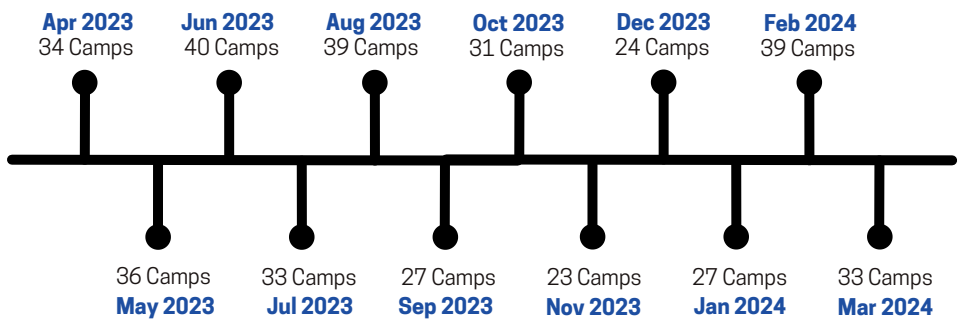 Apr 2023
34 Camps
Jun 2023
40 Camps
Aug 2023
39 Camps
Oct 2023
31 Camps
Dec 2023
24 Camps
Feb 2024
39 Camps
36 Camps
May 2023
33 Camps
Jul 2023
27 Camps
Sep 2023
23 Camps
Nov 2023
27 Camps
Jan 2024
33 Camps
Mar 2024